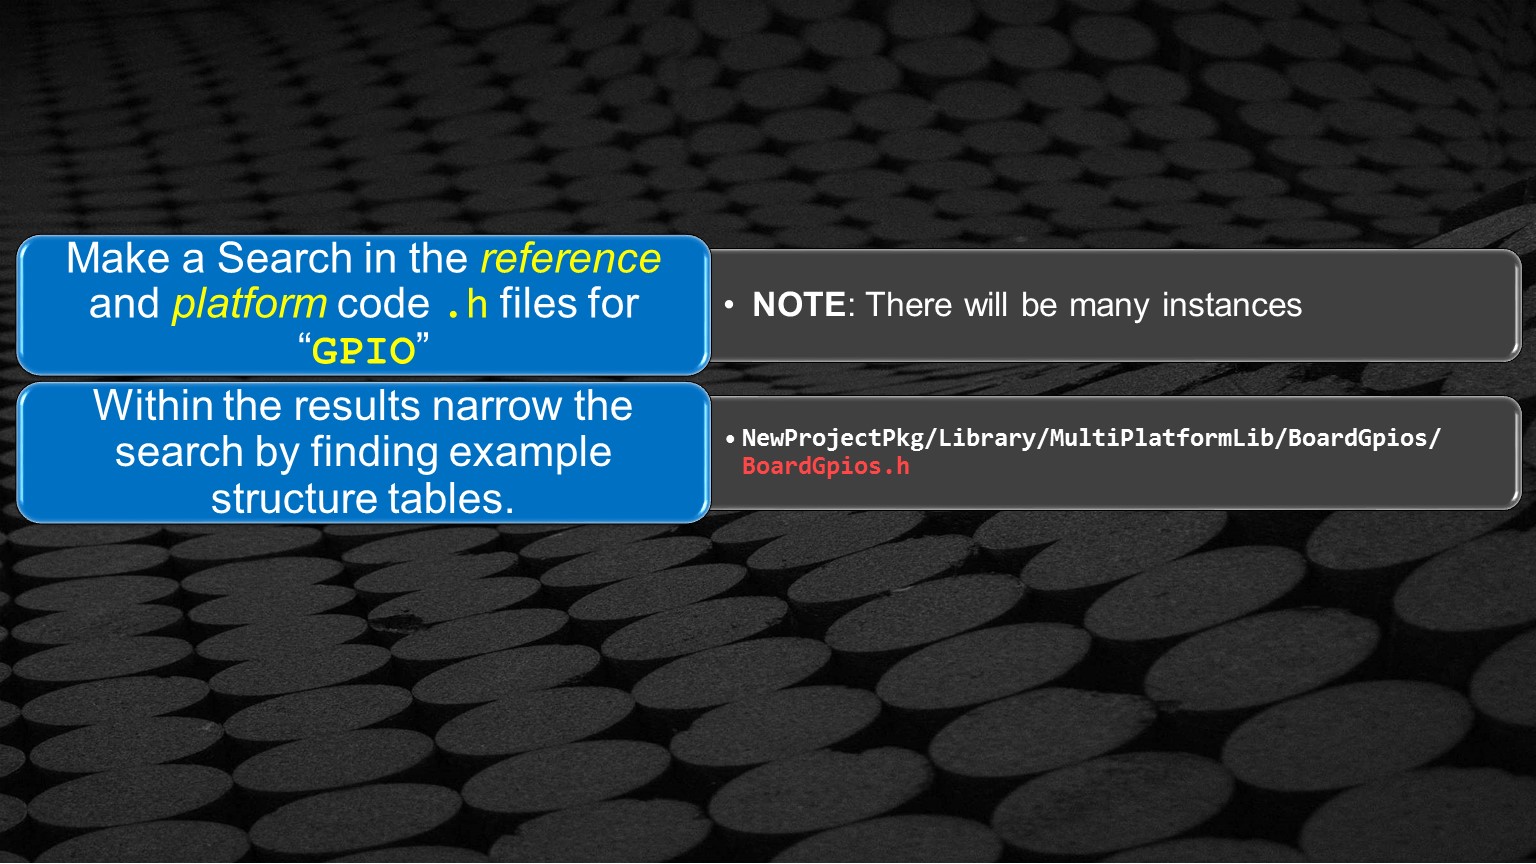 Make a Search in the reference
and platform code .h files for
“GPIO”
• NOTE: There will be many instances
Within the results narrow the
search by finding example
structure tables.
• NewProjectPkg/Library/MultiPlatformLib/BoardGpios/
BoardGpios.h